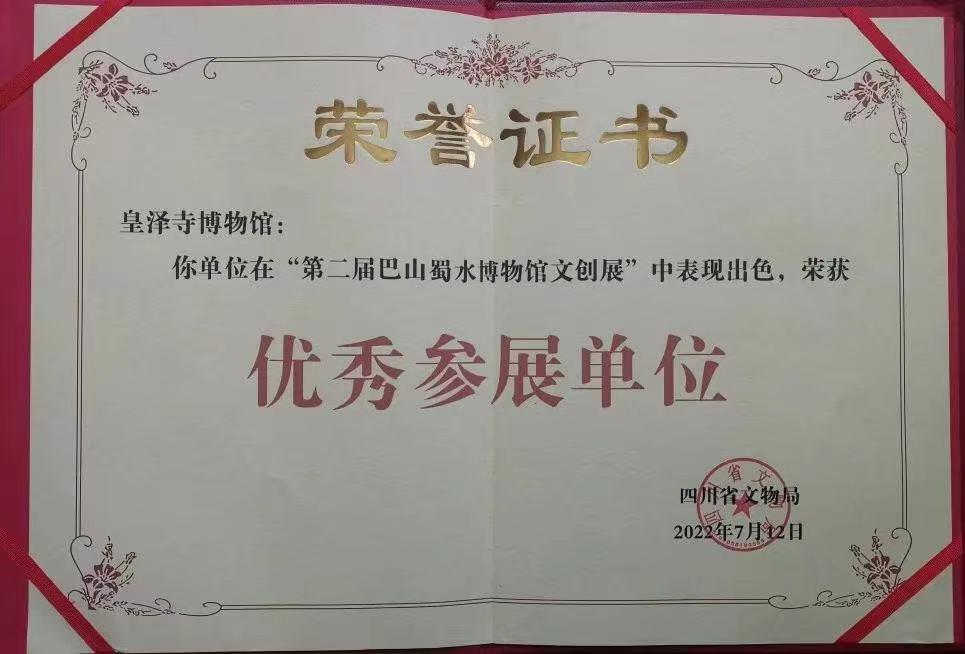 荣誉证书
皇泽寺博物馆：
你单位在“第二届巴山蜀水博物馆文创展”中表现出色，荣获
优秀参展单位
四川省文物局
2022年7月12日